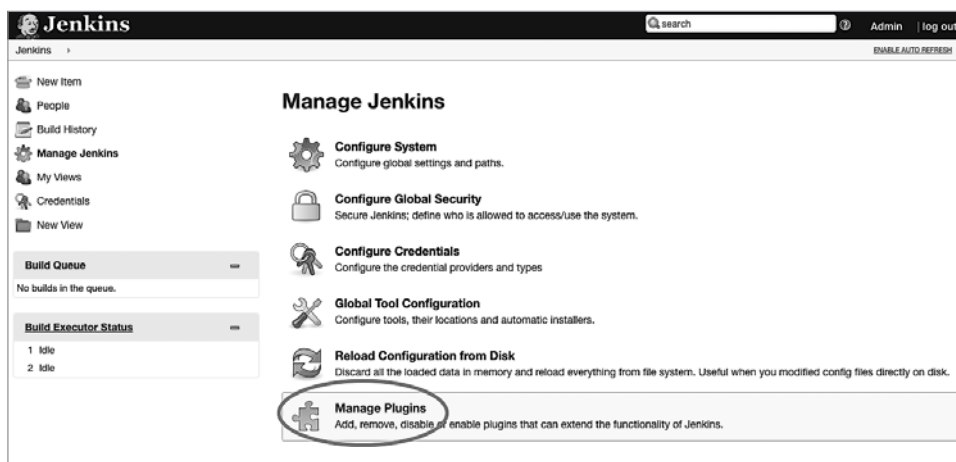 Jenkins
search
Admin | log out
Jenkins
ENABLE AUTO REFRESH
New Item
People
Build History
Manage Jenkins
My Views
Credentials
New View
Build Queue
No builds in the queue.
Build Executor Status
1 Idle
2 Idle
Manage Jenkins
Configure System
Configure global settings and paths.
Configure Global Security
Secure Jenkins; define who is allowed to access/use the system.
Configure Credentials
Configure the credential providers and types
Global Tool Configuration
Configure tools, their locations and automatic installers.
Reload Configuration from Disk
Discard all the loaded data in memory and reload everything from file system. Useful when you modified config files directly on disk.
Manage Plugins
Add, remove, disable or enable plugins that can extend the functionality of Jenkins.